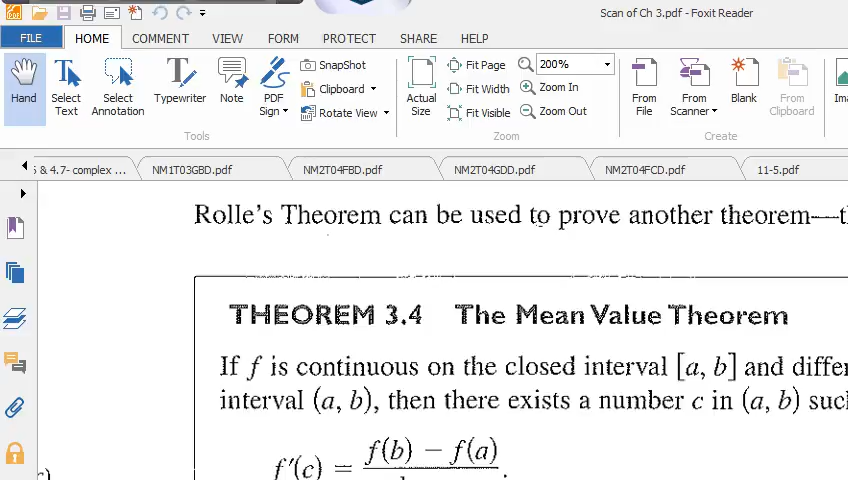 Scan of Ch 3.pdf - Foxit Reader
FILE HOME COMMENT VIEW FORM PROTECT SHARE HELP
Hand
Select Text
Select Annotation
Typewriter
Note
PDF Sign
SnapShot
Clipboard
Rotate View
Tools
Actual Size
Fit Page
Fit Width
Fit Visible
200%
Zoom In
Zoom Out
Zoom
From File
From Scanner
Blank
From Clipboard
Create
& 4.7- complex ... NM1T03GBD.pdf NM2T04FBD.pdf NM2T04GDD.pdf NM2T04FCD.pdf 11-5.pdf
Rolle's Theorem can be used to prove another theorem—
THEOREM 3.4 The Mean Value Theorem
If f is continuous on the closed interval [a, b] and
interval (a, b), then there exists a number c in (a, b)
f'(c) = f(b) − f(a)